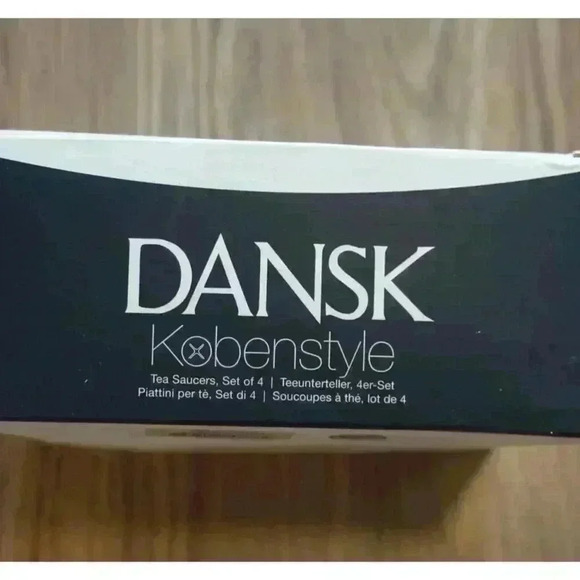 DANSK
Kobenstyle
Tea Saucers, Set of 4 | Teeunterteller, 4er-Set
Piattini per tè, Set di 4 | Soucoupes à thé, lot de 4